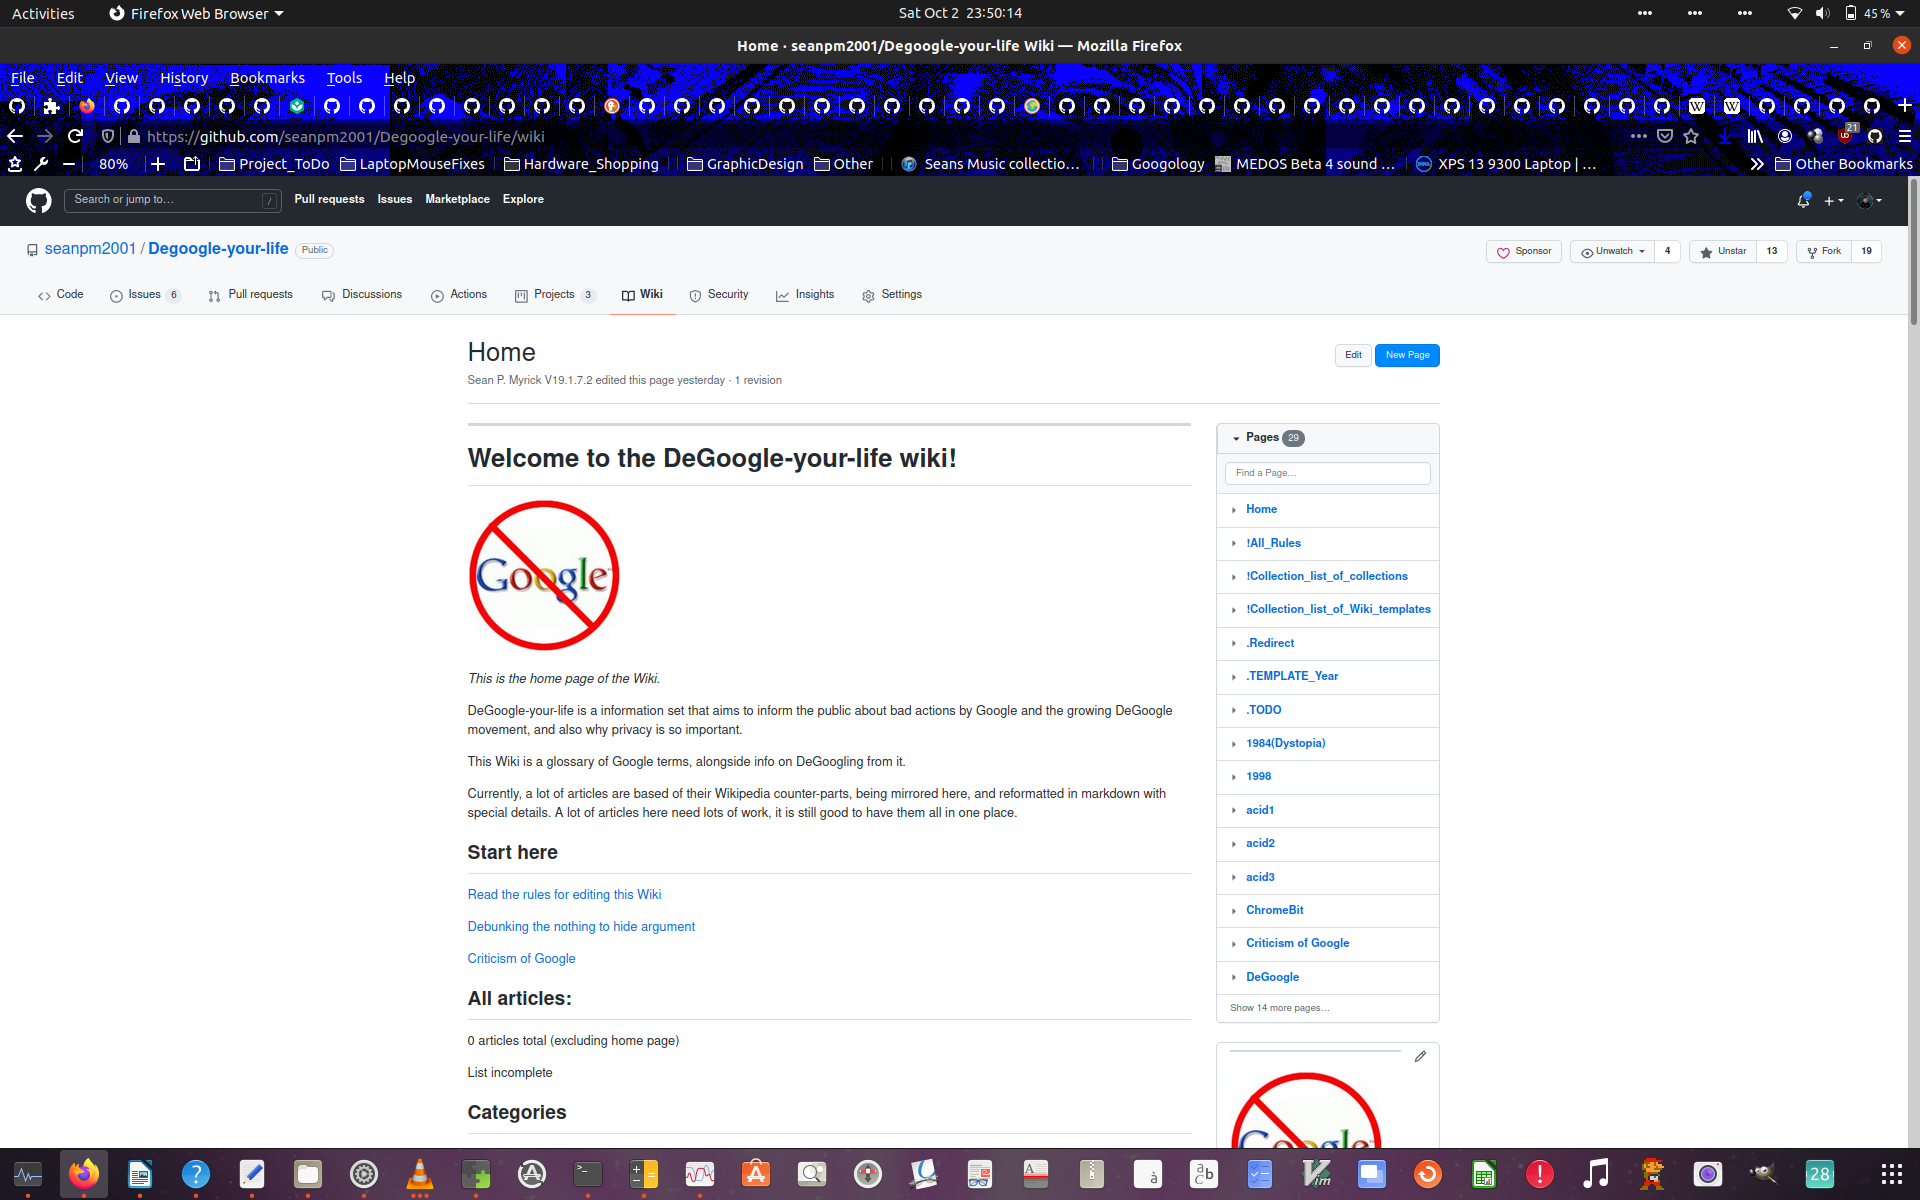 Activities
Firefox Web Browser
Sat Oct 2 23:50:14
45 %
Home · seanpm2001/Degoogle-your-life Wiki — Mozilla Firefox
File Edit View History Bookmarks Tools Help
https://github.com/seanpm2001/Degoogle-your-life/wiki
21
80%
Project_ToDo
LaptopMouseFixes
Hardware_Shopping
GraphicDesign
Other
Seans Music collectio…
Googology
MEDOS Beta 4 sound …
XPS 13 9300 Laptop | …
Other Bookmarks
Search or jump to…
/
Pull requests Issues Marketplace Explore
seanpm2001 / Degoogle-your-life Public
Sponsor
Unwatch 4
Unstar 13
Fork 19
Code
Issues 6
Pull requests
Discussions
Actions
Projects 3
Wiki
Security
Insights
Settings
Home
Edit
New Page
Sean P. Myrick V19.1.7.2 edited this page yesterday · 1 revision
Welcome to the DeGoogle-your-life wiki!
Google
This is the home page of the Wiki.
DeGoogle-your-life is a information set that aims to inform the public about bad actions by Google and the growing DeGoogle
movement, and also why privacy is so important.
This Wiki is a glossary of Google terms, alongside info on DeGoogling from it.
Currently, a lot of articles are based of their Wikipedia counter-parts, being mirrored here, and reformatted in markdown with
special details. A lot of articles here need lots of work, it is still good to have them all in one place.
Start here
Read the rules for editing this Wiki
Debunking the nothing to hide argument
Criticism of Google
All articles:
0 articles total (excluding home page)
List incomplete
Categories
Pages 29
Find a Page…
Home
!All_Rules
!Collection_list_of_collections
!Collection_list_of_Wiki_templates
.Redirect
.TEMPLATE_Year
.TODO
1984(Dystopia)
1998
acid1
acid2
acid3
ChromeBit
Criticism of Google
DeGoogle
Show 14 more pages…
Google
28